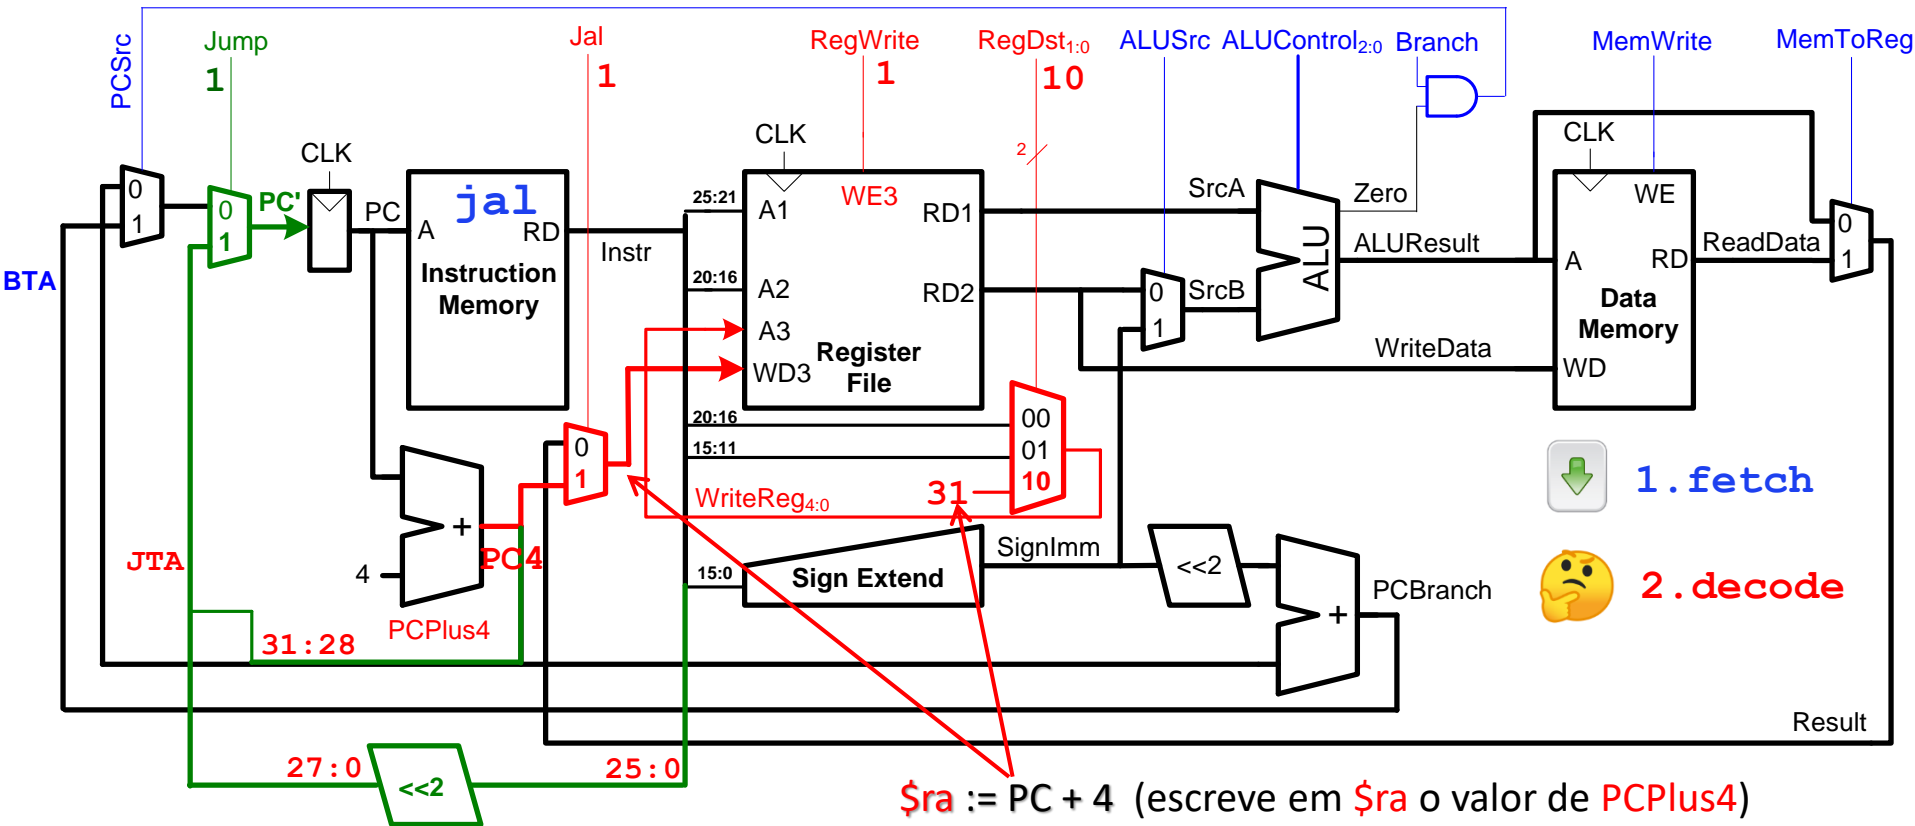 PCSrc
Jump
1
Jal
1
RegWrite
1
RegDst1:0
10
ALUSrc
ALUControl2:0
Branch
MemWrite
MemToReg
CLK
CLK
CLK
2
0
1
0
1
PC'
PC
jal
A
RD
Instruction
Memory
Instr
25:21
20:16
A1
A2
A3
WD3
WE3
RD1
RD2
Register
File
SrcA
SrcB
0
1
ALU
Zero
ALUResult
WriteData
WE
A
RD
Data
Memory
WD
ReadData
0
1
BTA
20:16
15:11
00
01
10
31
WriteReg4:0
0
1
+
4
PC4
PCPlus4
JTA
31:28
15:0
Sign Extend
SignImm
<<2
+
PCBranch
1.fetch
2.decode
Result
27:0
<<2
25:0
$ra := PC + 4 (escreve em $ra o valor de PCPlus4)